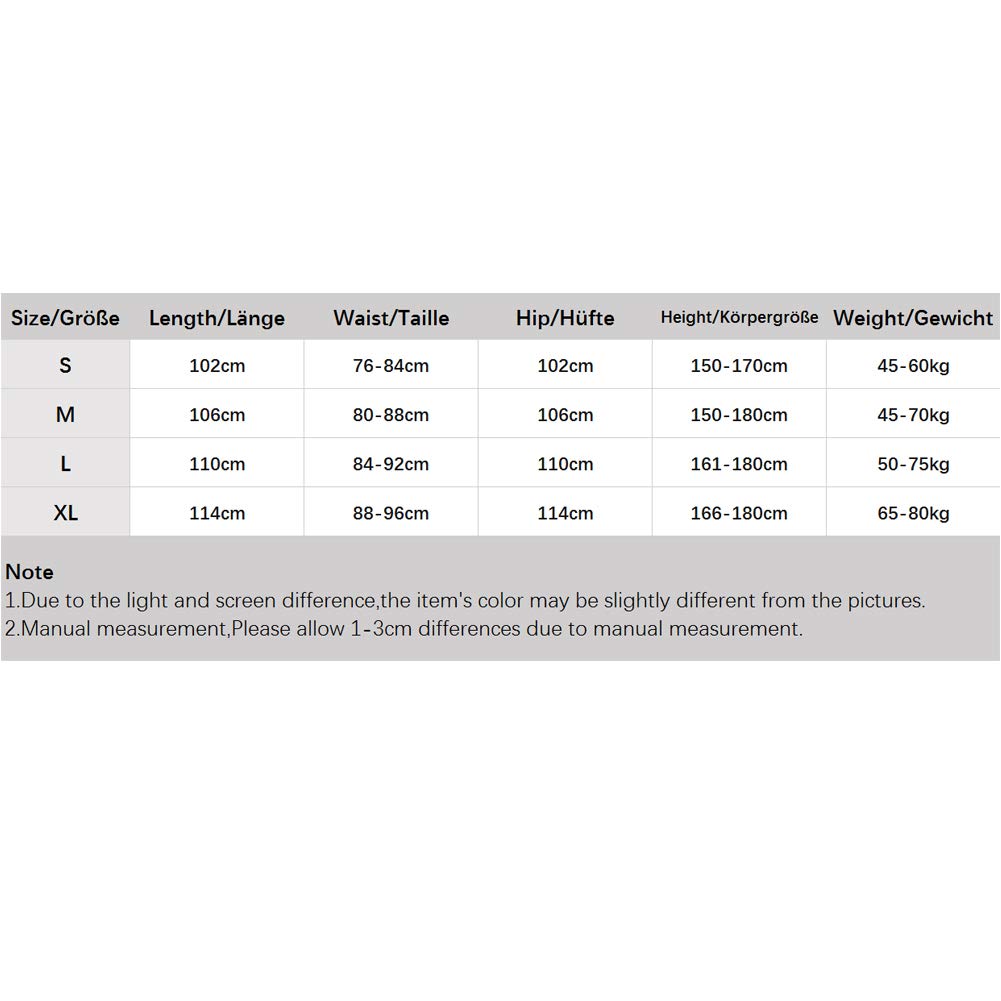 Size/Größe Length/Länge Waist/Taille Hip/Hüfte Height/Körpergröße Weight/Gewicht
S 102cm 76-84cm 102cm 150-170cm 45-60kg
M 106cm 80-88cm 106cm 150-180cm 45-70kg
L 110cm 84-92cm 110cm 161-180cm 50-75kg
XL 114cm 88-96cm 114cm 166-180cm 65-80kg
Note
1.Due to the light and screen difference,the item's color may be slightly different from the pictures.
2.Manual measurement,Please allow 1-3cm differences due to manual measurement.